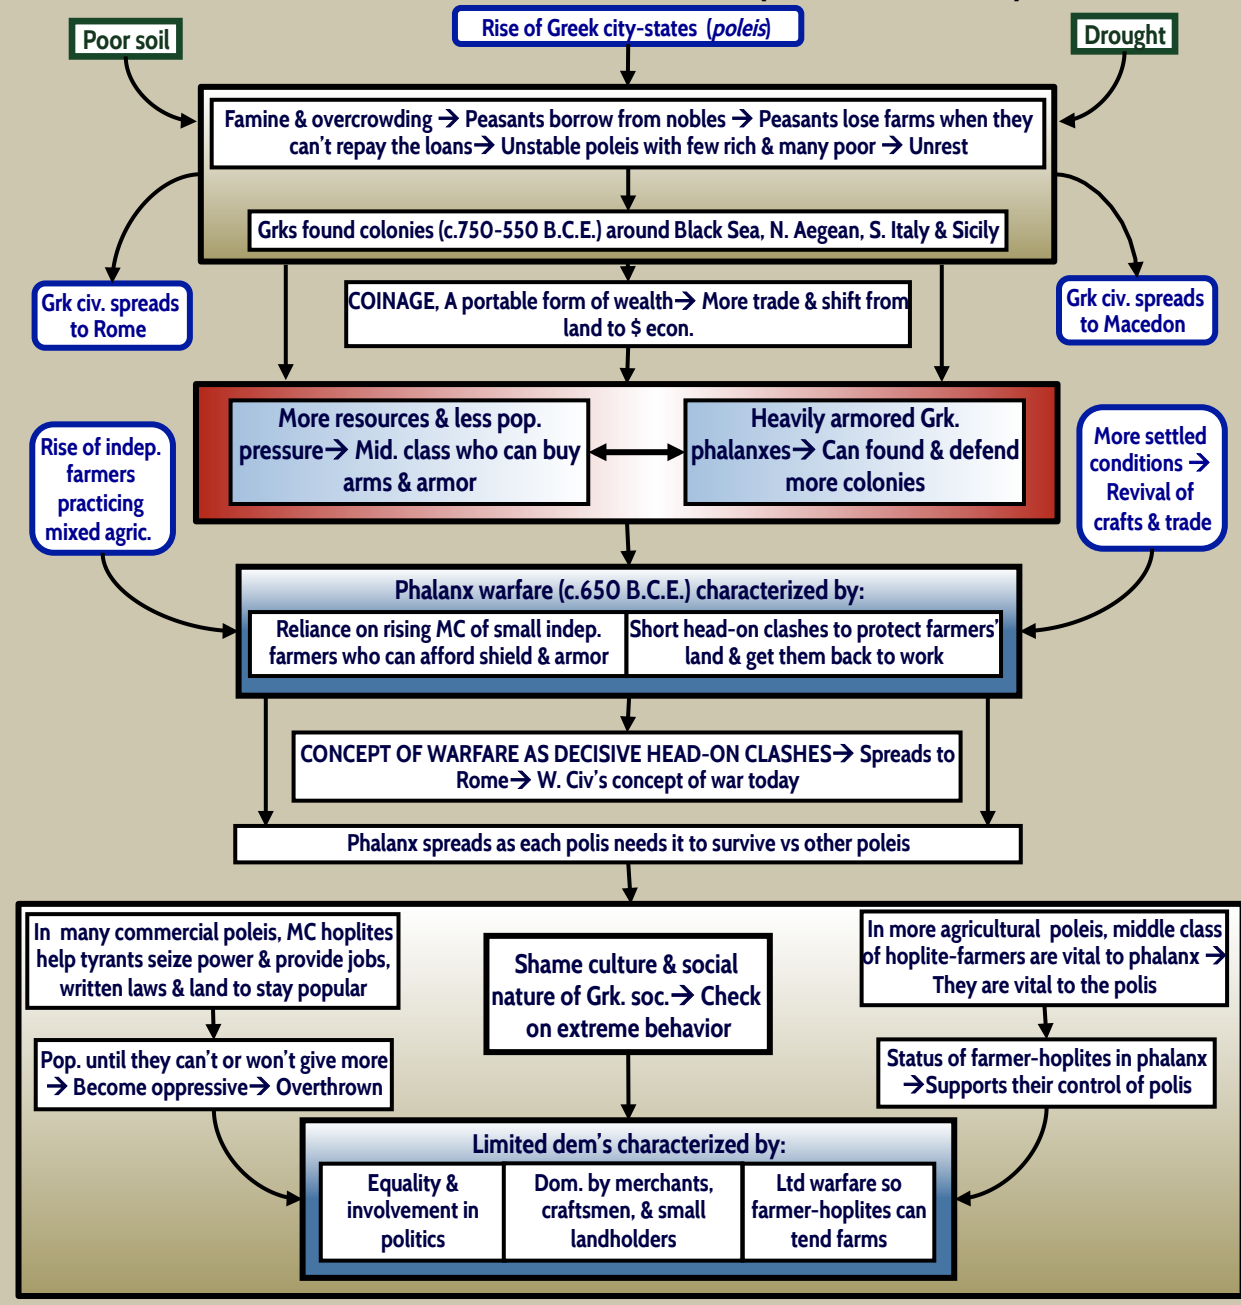 Rise of Greek city-states (poleis)
Poor soil
Drought
Famine & overcrowding → Peasants borrow from nobles → Peasants lose farms when they
can't repay the loans→ Unstable poleis with few rich & many poor → Unrest
Grks found colonies (c.750-550 B.C.E.) around Black Sea, N. Aegean, S. Italy & Sicily
Grk civ. spreads
to Rome
COINAGE, A portable form of wealth→ More trade & shift from
land to $ econ.
Grk civ. spreads
to Macedon
More resources & less pop.
pressure→ Mid. class who can buy
arms & armor
Heavily armored Grk.
phalanxes→ Can found & defend
more colonies
Rise of indep.
farmers
practicing
mixed agric.
More settled
conditions →
Revival of
crafts & trade
Phalanx warfare (c.650 B.C.E.) characterized by:
Reliance on rising MC of small indep.
farmers who can afford shield & armor
Short head-on clashes to protect farmers'
land & get them back to work
CONCEPT OF WARFARE AS DECISIVE HEAD-ON CLASHES→ Spreads to
Rome→ W. Civ's concept of war today
Phalanx spreads as each polis needs it to survive vs other poleis
In many commercial poleis, MC hoplites
help tyrants seize power & provide jobs,
written laws & land to stay popular
Shame culture & social
nature of Grk. soc.→ Check
on extreme behavior
In more agricultural poleis, middle class
of hoplite-farmers are vital to phalanx →
They are vital to the polis
Pop. until they can't or won't give more
→ Become oppressive→ Overthrown
Status of farmer-hoplites in phalanx
→Supports their control of polis
Limited dem's characterized by:
Equality &
involvement in
politics
Dom. by merchants,
craftsmen, & small
landholders
Ltd warfare so
farmer-hoplites can
tend farms